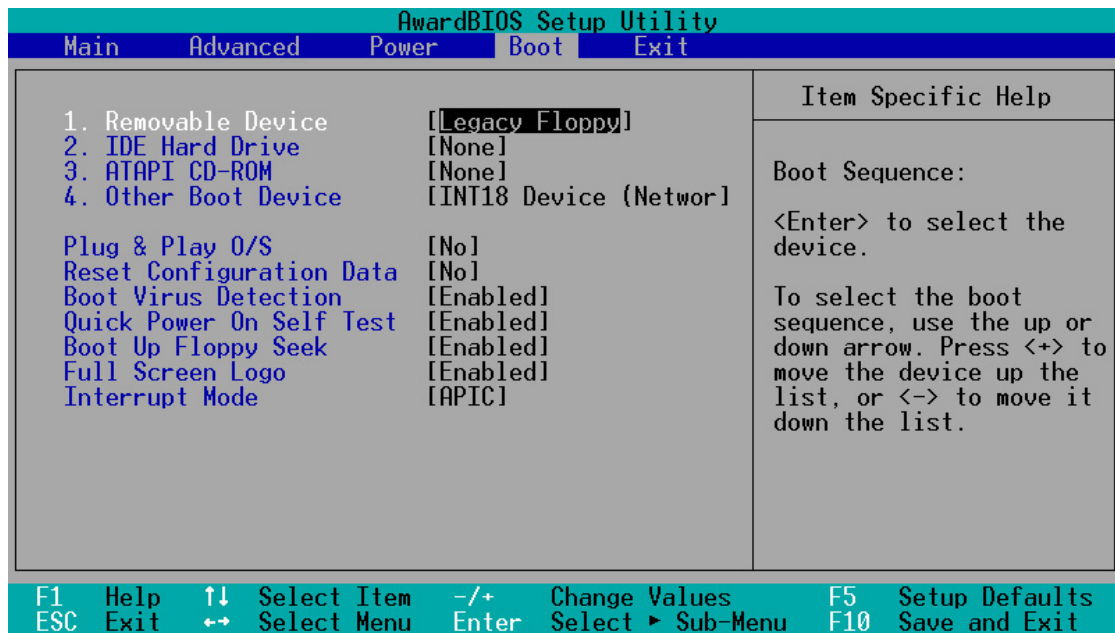 AwardBIOS Setup Utility
Main Advanced Power Boot Exit
1. Removable Device [Legacy Floppy]
2. IDE Hard Drive [None]
3. ATAPI CD-ROM [None]
4. Other Boot Device [INT18 Device (Networ]
Plug & Play O/S [No]
Reset Configuration Data [No]
Boot Virus Detection [Enabled]
Quick Power On Self Test [Enabled]
Boot Up Floppy Seek [Enabled]
Full Screen Logo [Enabled]
Interrupt Mode [APIC]
Item Specific Help
Boot Sequence:
<Enter> to select the
device.
To select the boot
sequence, use the up or
down arrow. Press <+> to
move the device up the
list, or <-> to move it
down the list.
F1 Help ↑↓ Select Item -/+ Change Values F5 Setup Defaults
ESC Exit ←→ Select Menu Enter Select ► Sub-Menu F10 Save and Exit